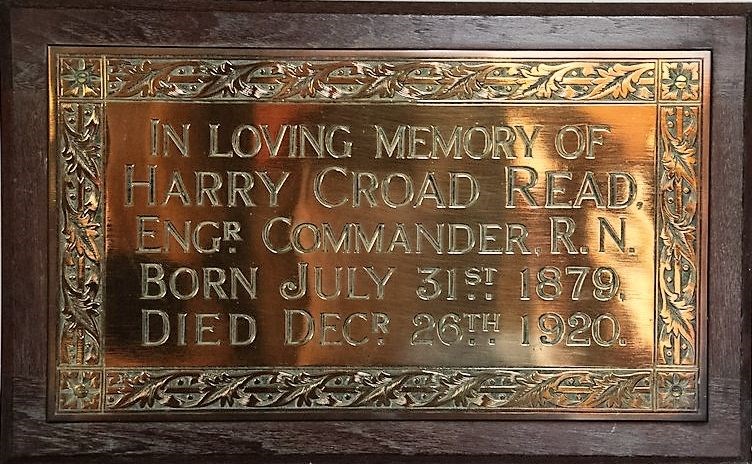 IN LOVING MEMORY OF
HARRY CROAD READ,
ENGR. COMMANDER, R.N.
BORN JULY 31ST. 1879,
DIED DECR. 26TH. 1920.